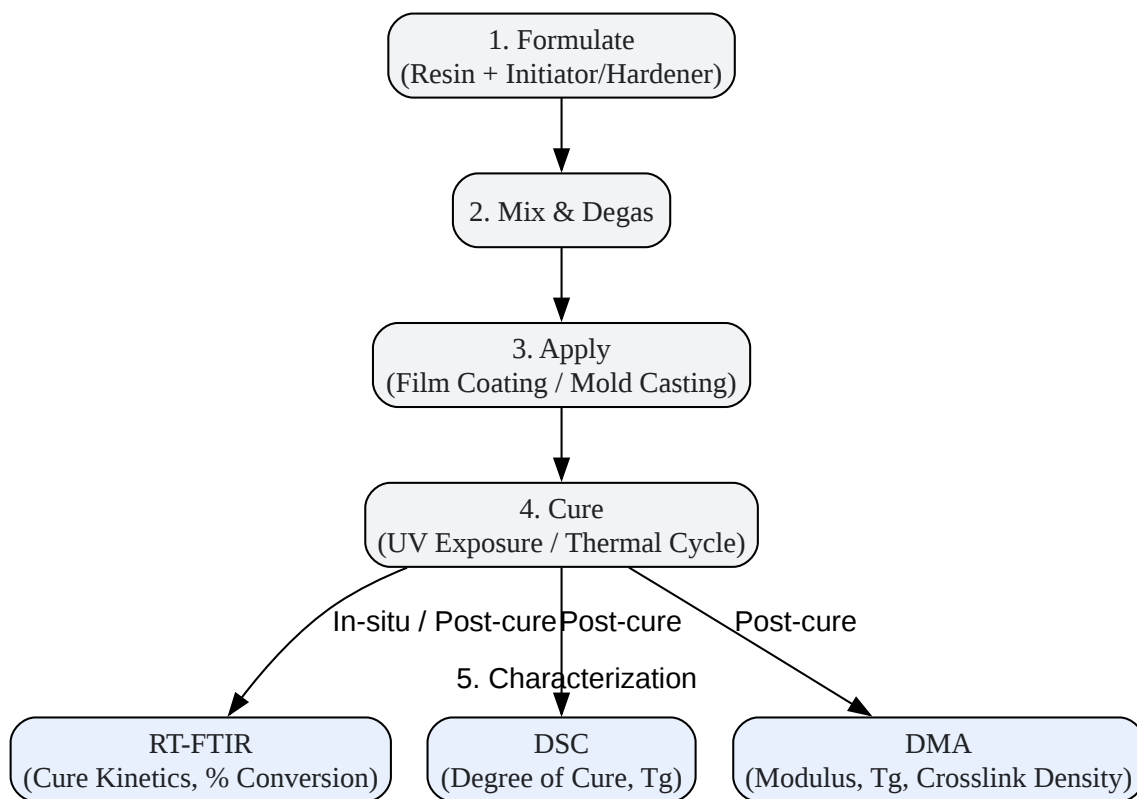 1. Formulate
(Resin + Initiator/Hardener)
2. Mix & Degas
3. Apply
(Film Coating / Mold Casting)
4. Cure
(UV Exposure / Thermal Cycle)
In-situ / Post-cure
Post-cure
Post-cure
5. Characterization
RT-FTIR
(Cure Kinetics, % Conversion)
DSC
(Degree of Cure, Tg)
DMA
(Modulus, Tg, Crosslink Density)